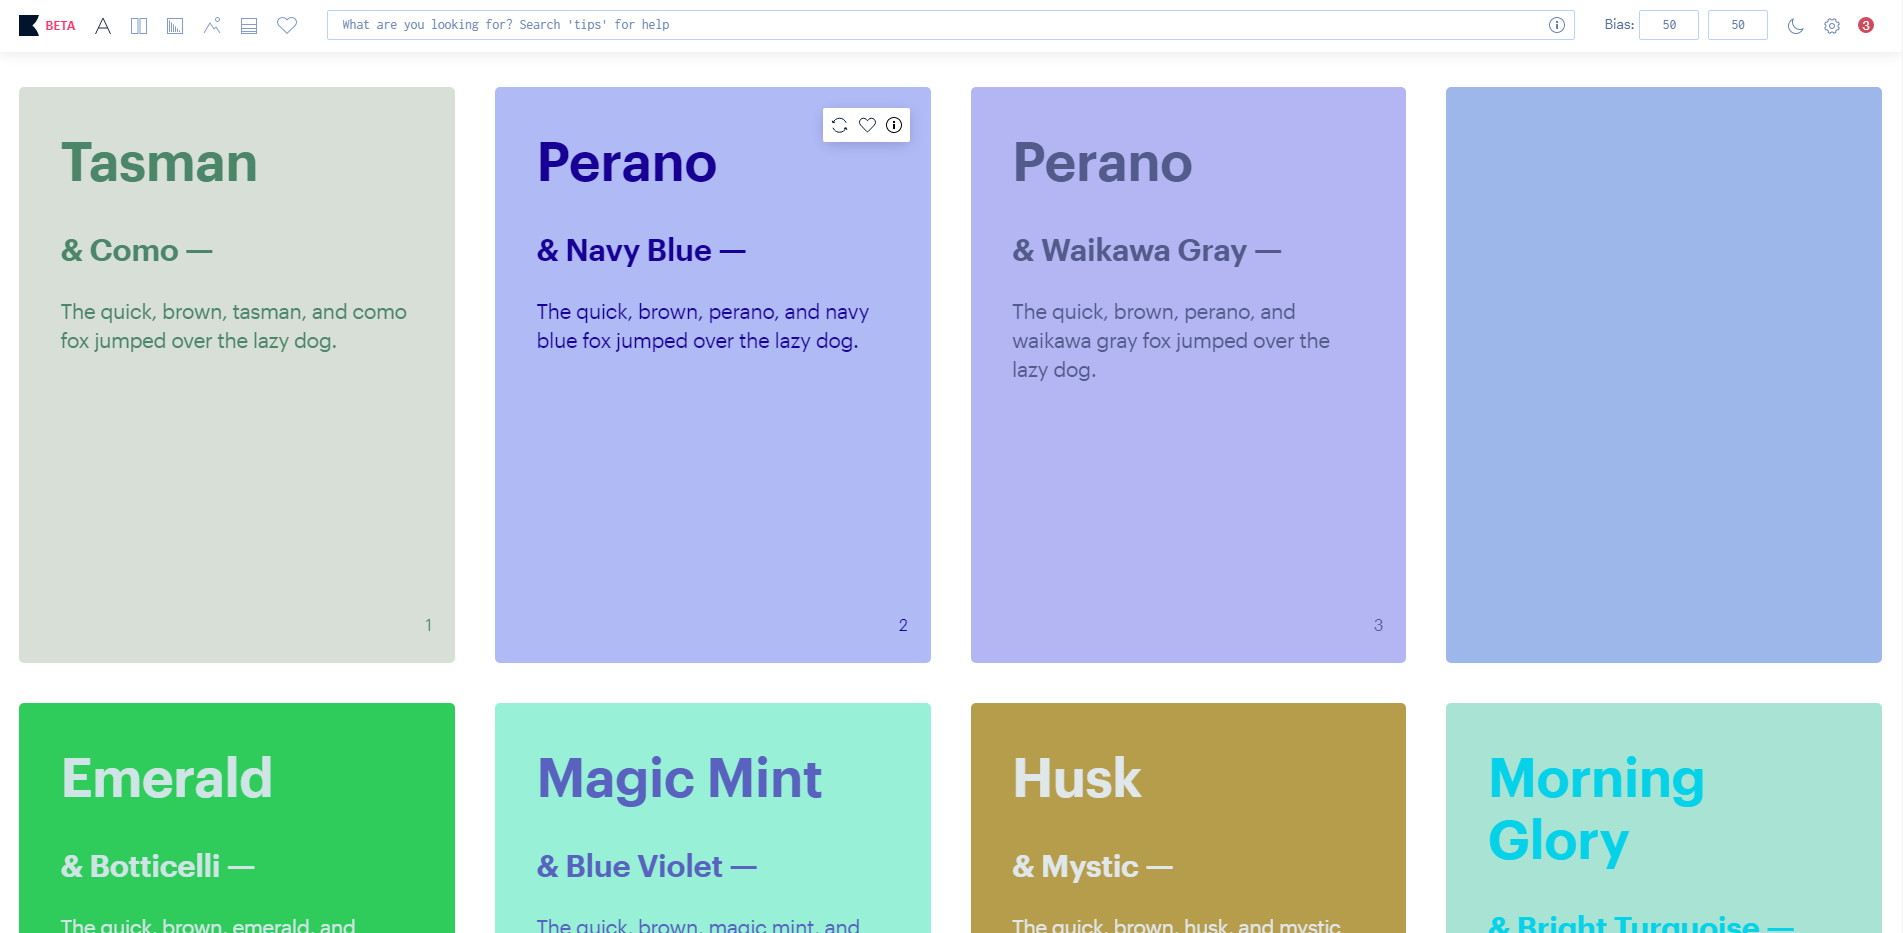 BETA
What are you looking for? Search 'tips' for help
Bias: 50 50
3
Tasman
& Como —
The quick, brown, tasman, and como
fox jumped over the lazy dog.
1
Perano
& Navy Blue —
The quick, brown, perano, and navy
blue fox jumped over the lazy dog.
2
Perano
& Waikawa Gray —
The quick, brown, perano, and
waikawa gray fox jumped over the
lazy dog.
3
Emerald
& Botticelli —
The quick, brown, emerald, and
Magic Mint
& Blue Violet —
The quick, brown, magic mint, and
Husk
& Mystic —
The quick, brown, husk, and mystic
Morning
Glory
& Bright Turquoise —